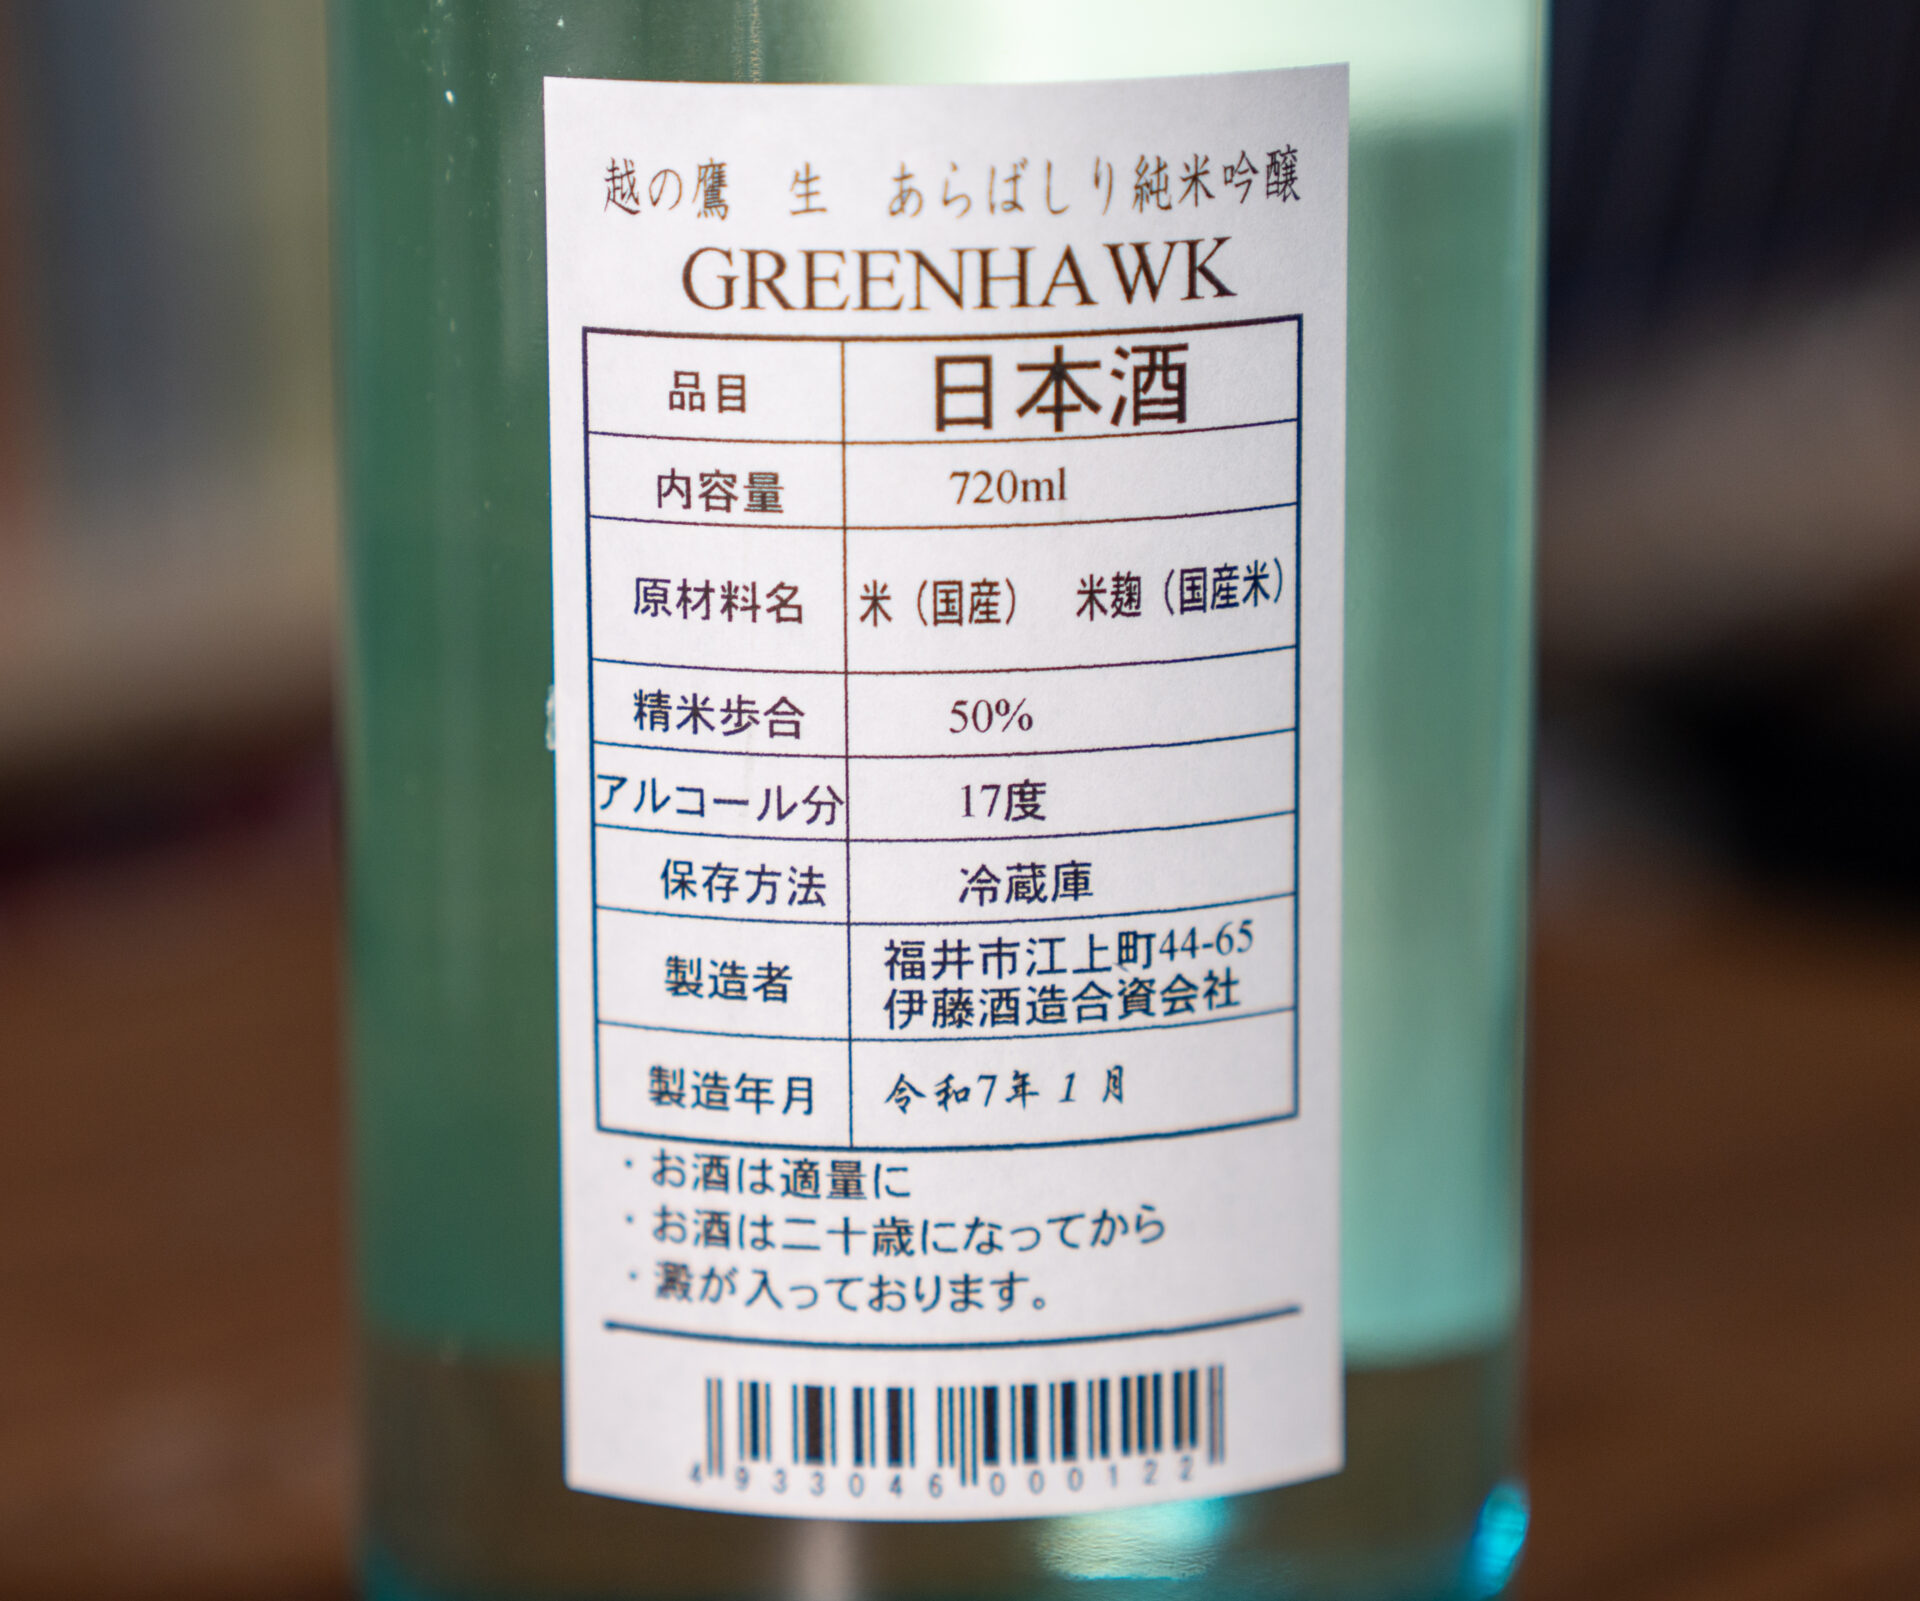 越の鷹　生　あらばしり純米吟醸
GREENHAWK
品目　日本酒
内容量　720ml
原材料名　米（国産）　米麹（国産米）
精米歩合　50%
アルコール分　17度
保存方法　冷蔵庫
製造者　福井市江上町44-65
伊藤酒造合資会社
製造年月　令和7年1月
・お酒は適量に
・お酒は二十歳になってから
・澱が入っております。
4933046000122